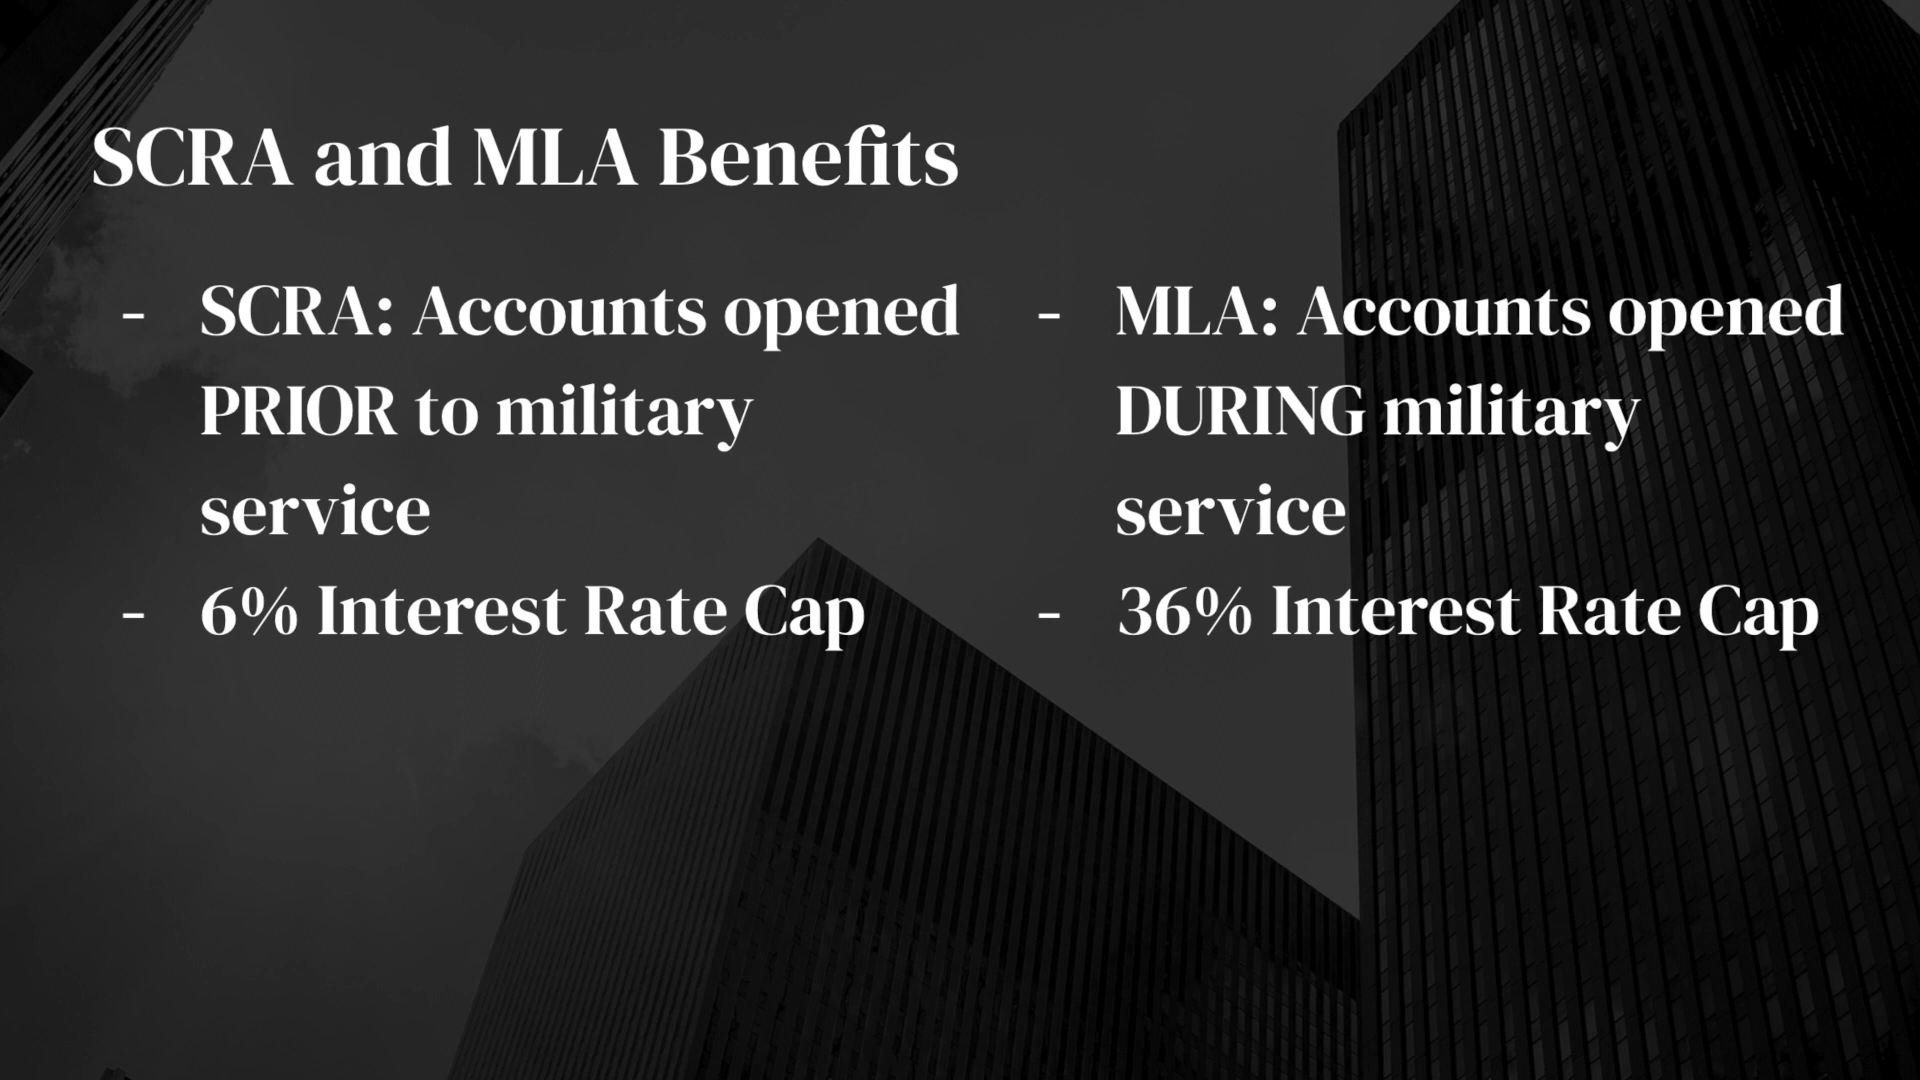 SCRA and MLA Benefits
- SCRA: Accounts opened
PRIOR to military
service
- 6% Interest Rate Cap
- MLA: Accounts opened
DURING military
service
- 36% Interest Rate Cap